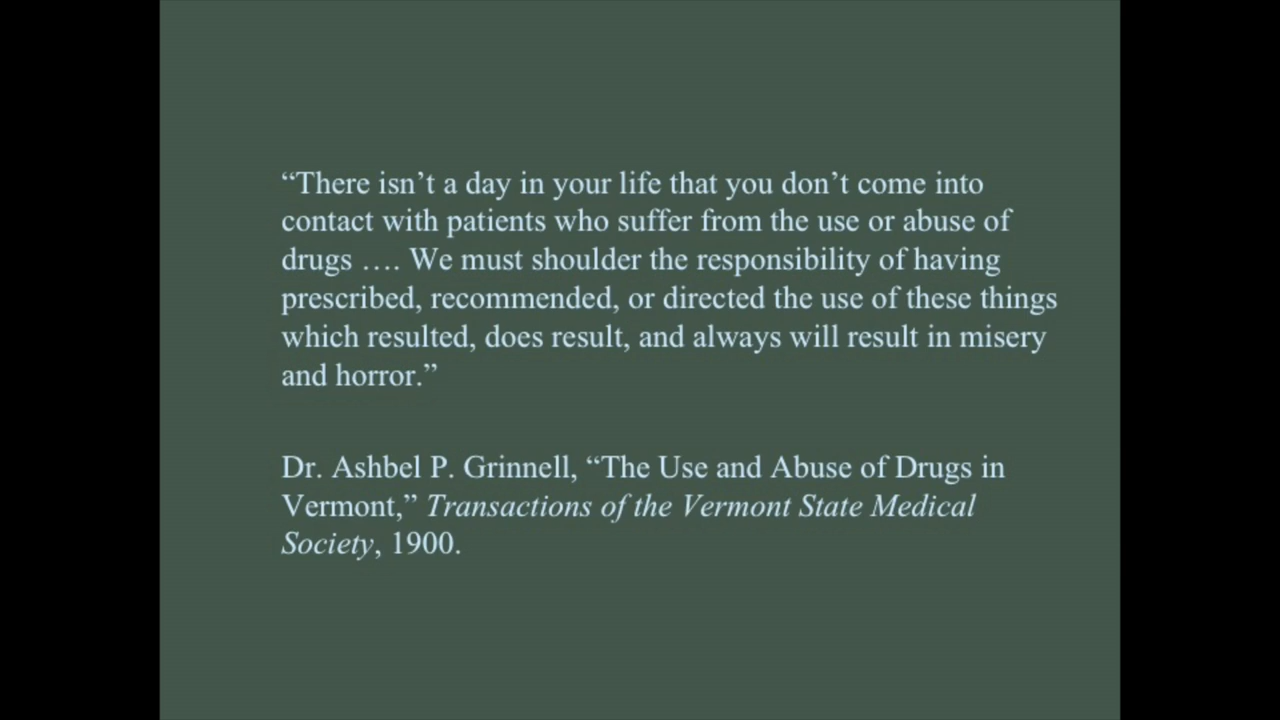 “There isn’t a day in your life that you don’t come into
contact with patients who suffer from the use or abuse of
drugs …. We must shoulder the responsibility of having
prescribed, recommended, or directed the use of these things
which resulted, does result, and always will result in misery
and horror.”
Dr. Ashbel P. Grinnell, “The Use and Abuse of Drugs in
Vermont,” Transactions of the Vermont State Medical
Society, 1900.